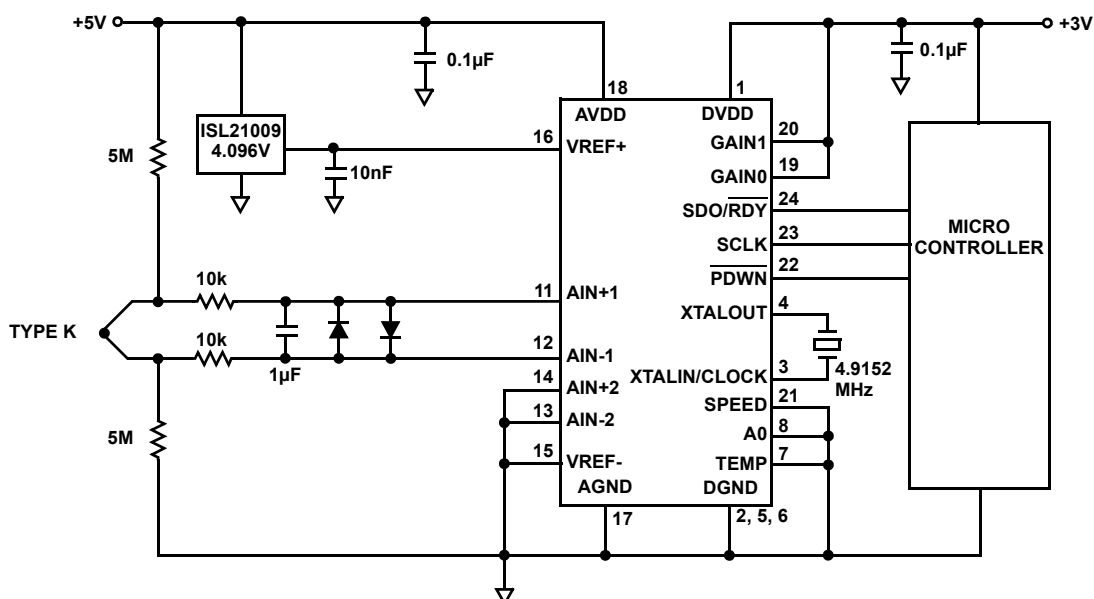 +5V
+3V
0.1µF
0.1µF
18
1
AVDD
DVDD
ISL21009
4.096V
16
VREF+
20
GAIN1
5M
10nF
19
GAIN0
24
SDO/RDY
23
SCLK
MICRO
CONTROLLER
22
PDWN
10k
11
AIN+1
4
XTALOUT
TYPE K
10k
12
AIN-1
1µF
14
AIN+2
3
XTALIN/CLOCK
4.9152
MHz
13
AIN-2
21
SPEED
5M
8
A0
15
VREF-
7
TEMP
AGND
DGND
17
2, 5, 6